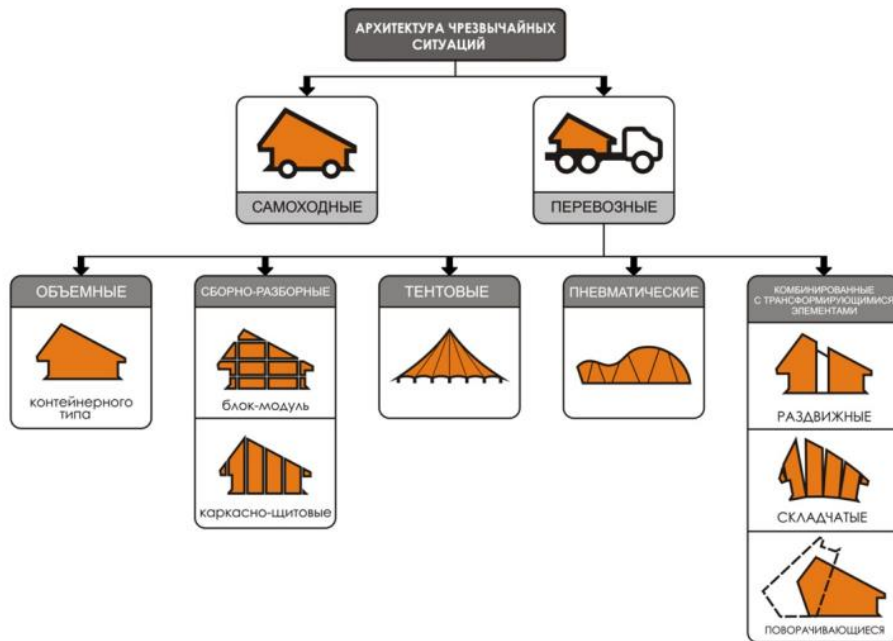 АРХИТЕКТУРА ЧРЕЗВЫЧАЙНЫХ
СИТУАЦИЙ
САМОХОДНЫЕ
ПЕРЕВОЗНЫЕ
ОБЪЕМНЫЕ
контейнерного
типа
СБОРНО-РАЗБОРНЫЕ
блок-модуль
каркасно-щитовые
ТЕНТОВЫЕ
ПНЕВМАТИЧЕСКИЕ
КОМБИНИРОВАННЫЕ
С ТРАНСФОРМИРУЮЩИМИСЯ
ЭЛЕМЕНТАМИ
РАЗДВИЖНЫЕ
СКЛАДЧАТЫЕ
ПОВОРАЧИВАЮЩИЕСЯ